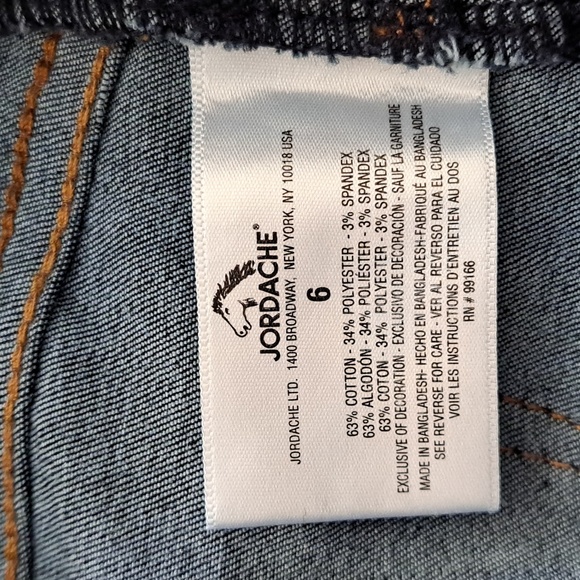 JORDACHE®
JORDACHE LTD. 1400 BROADWAY, NEW YORK, NY 10018 USA
6
63% COTTON - 34% POLYESTER - 3% SPANDEX
63% ALGODÓN - 34% POLIÉSTER - 3% SPANDEX
63% COTON - 34% POLYESTER - 3% SPANDEX
EXCLUSIVE OF DECORATION - EXCLUSIVO DE DECORACIÓN - SAUF LA GARNITURE
MADE IN BANGLADESH- HECHO EN BANGLADESH-FABRIQUÉ AU BANGLADESH
SEE REVERSE FOR CARE - VER AL REVERSO PARA EL CUIDADO
VOIR LES INSTRUCTIONS D'ENTRETIEN AU DOS
RN # 99166